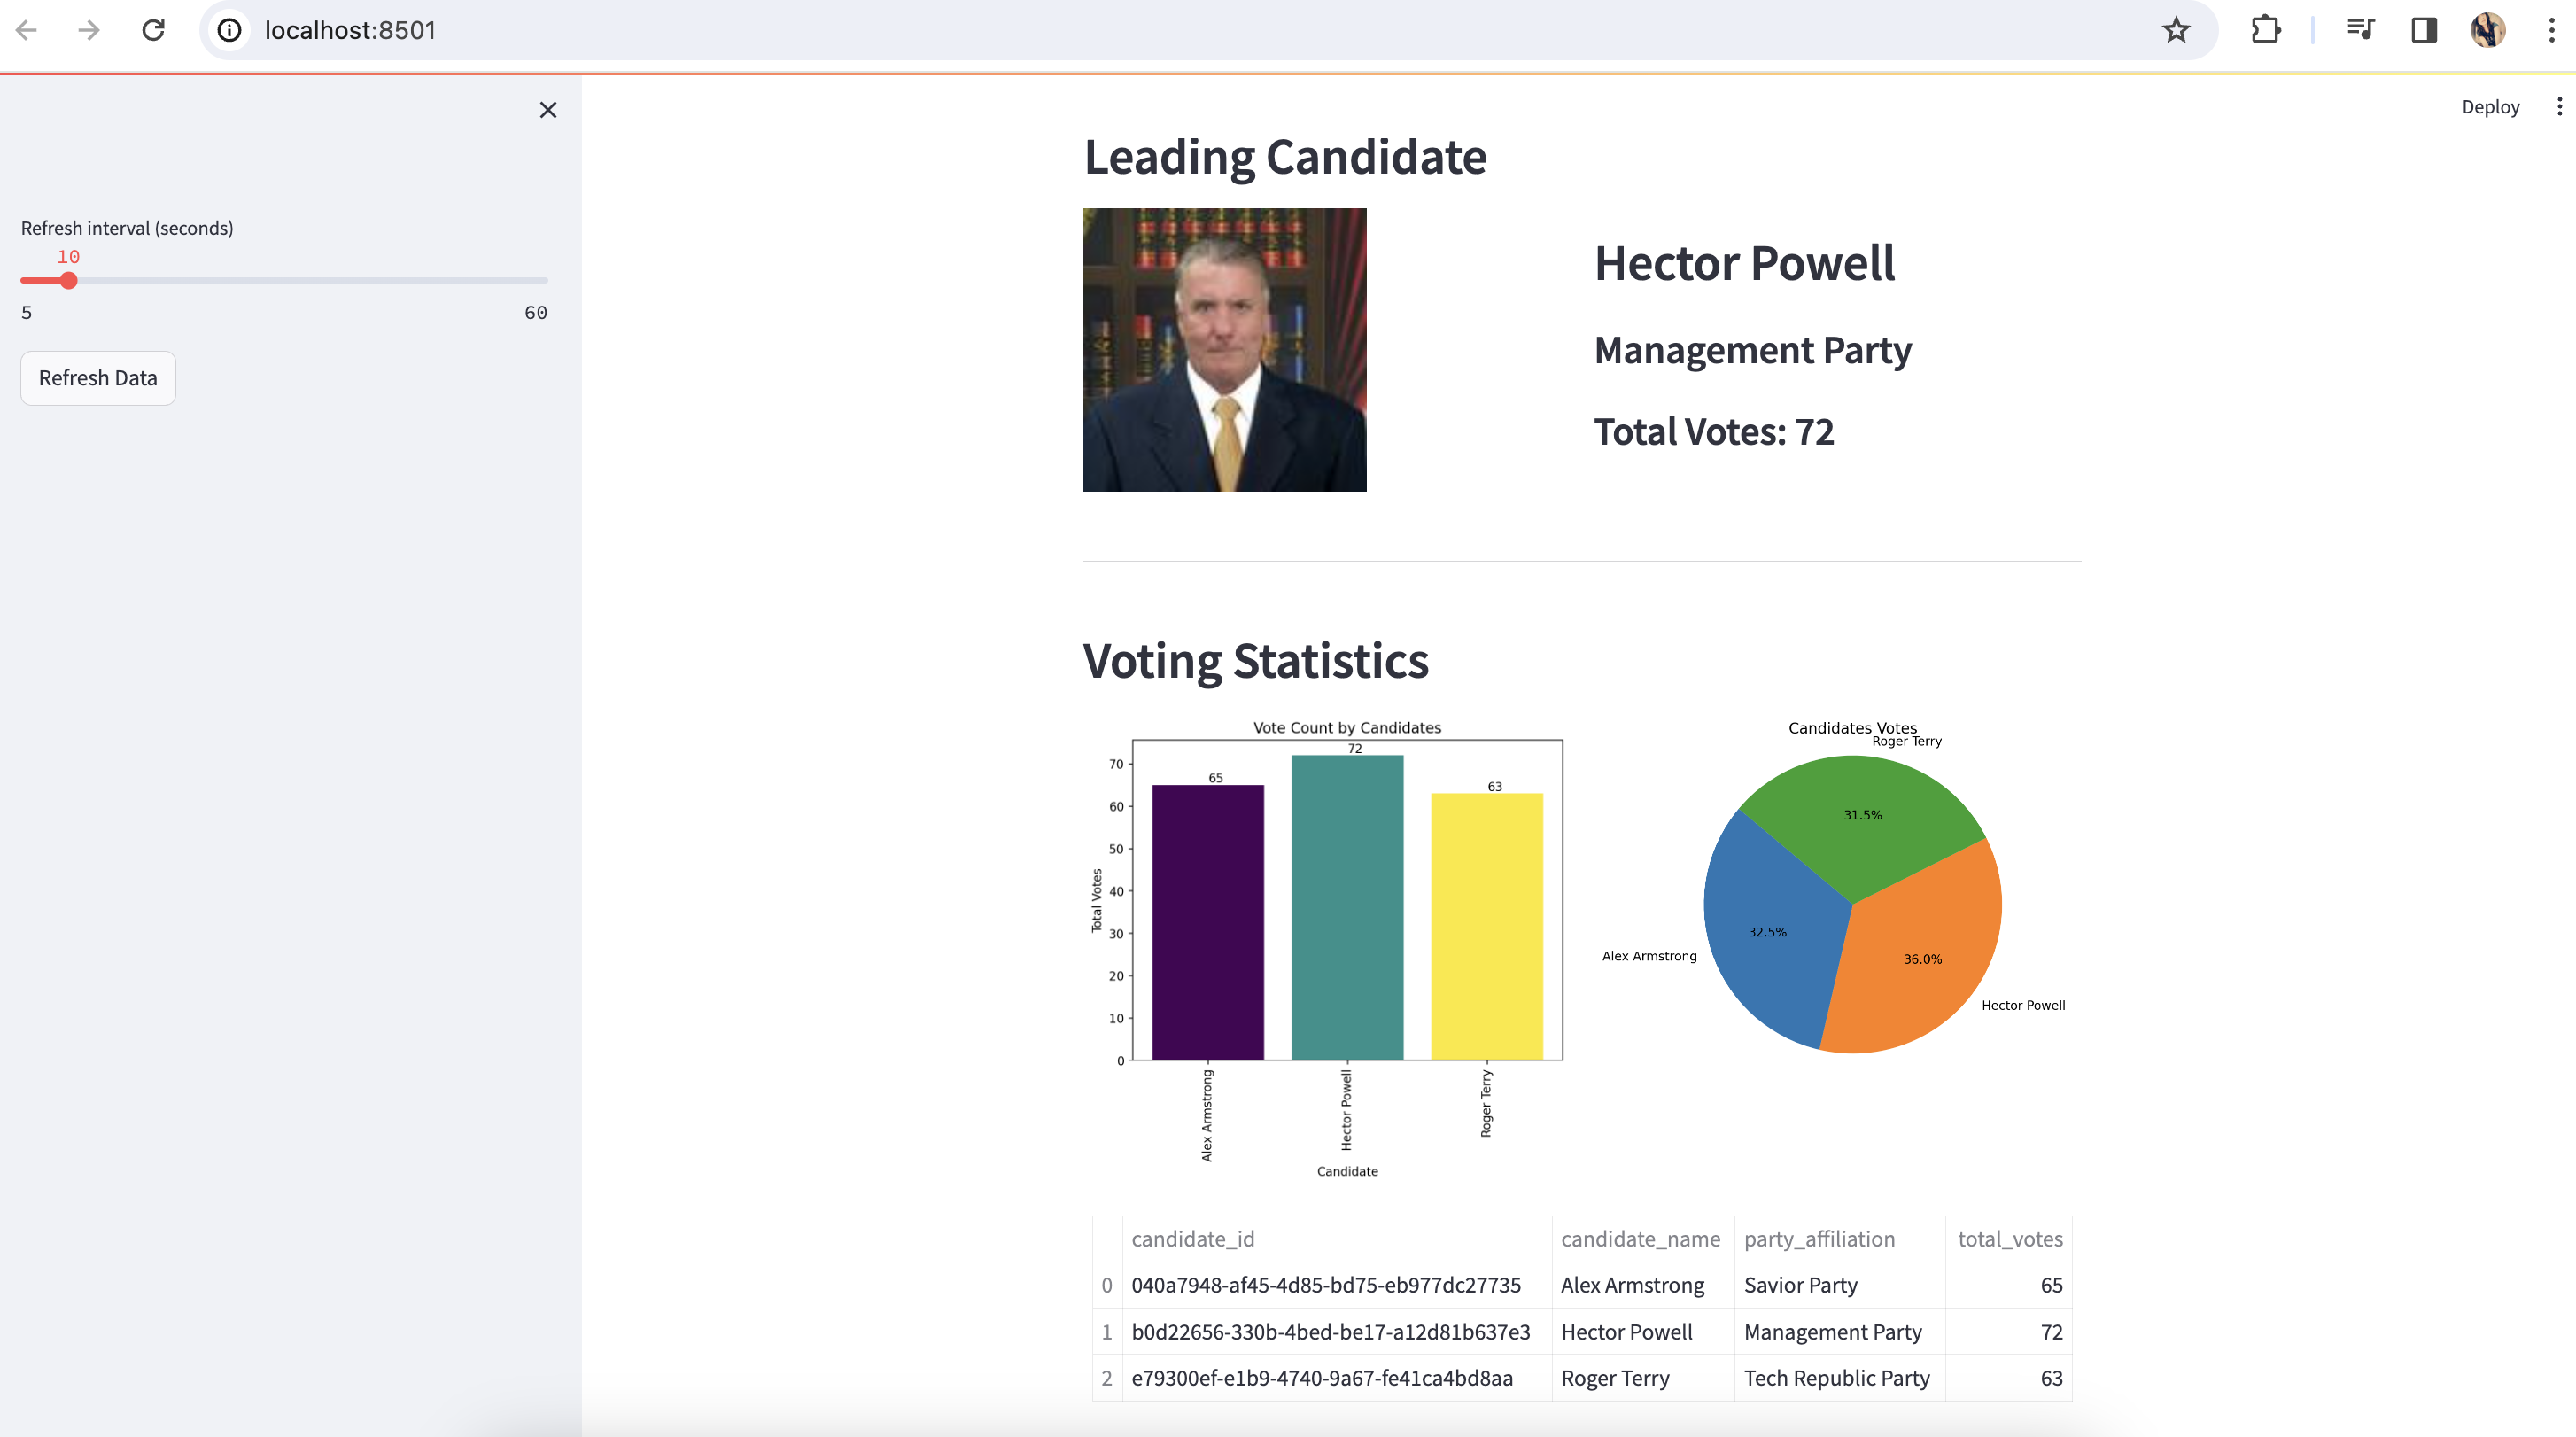 localhost:8501
Deploy
Refresh interval (seconds)
10
5 60
Refresh Data
Leading Candidate
Hector Powell
Management Party
Total Votes: 72
Voting Statistics
Vote Count by Candidates
72
65
63
70
60
50
40
30
20
10
0
Total Votes
Alex Armstrong
Hector Powell
Roger Terry
Candidate
Candidates Votes
Roger Terry
31.5%
32.5%
36.0%
Alex Armstrong
Hector Powell
candidate_id candidate_name party_affiliation total_votes
0 040a7948-af45-4d85-bd75-eb977dc27735 Alex Armstrong Savior Party 65
1 b0d22656-330b-4bed-be17-a12d81b637e3 Hector Powell Management Party 72
2 e79300ef-e1b9-4740-9a67-fe41ca4bd8aa Roger Terry Tech Republic Party 63